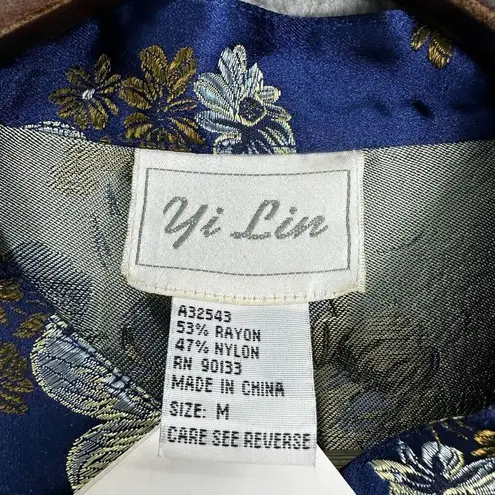 Yi Lin
A32543
53% RAYON
47% NYLON
RN 90133
MADE IN CHINA
SIZE: M
CARE SEE REVERSE